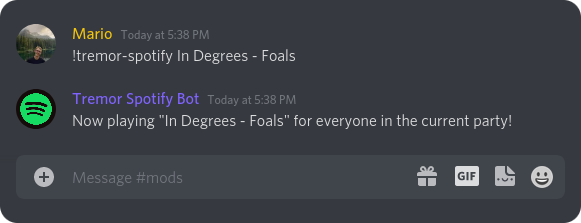 Mario Today at 5:38 PM
!tremor-spotify In Degrees - Foals
Tremor Spotify Bot Today at 5:38 PM
Now playing "In Degrees - Foals" for everyone in the current party!
Message #mods GIF